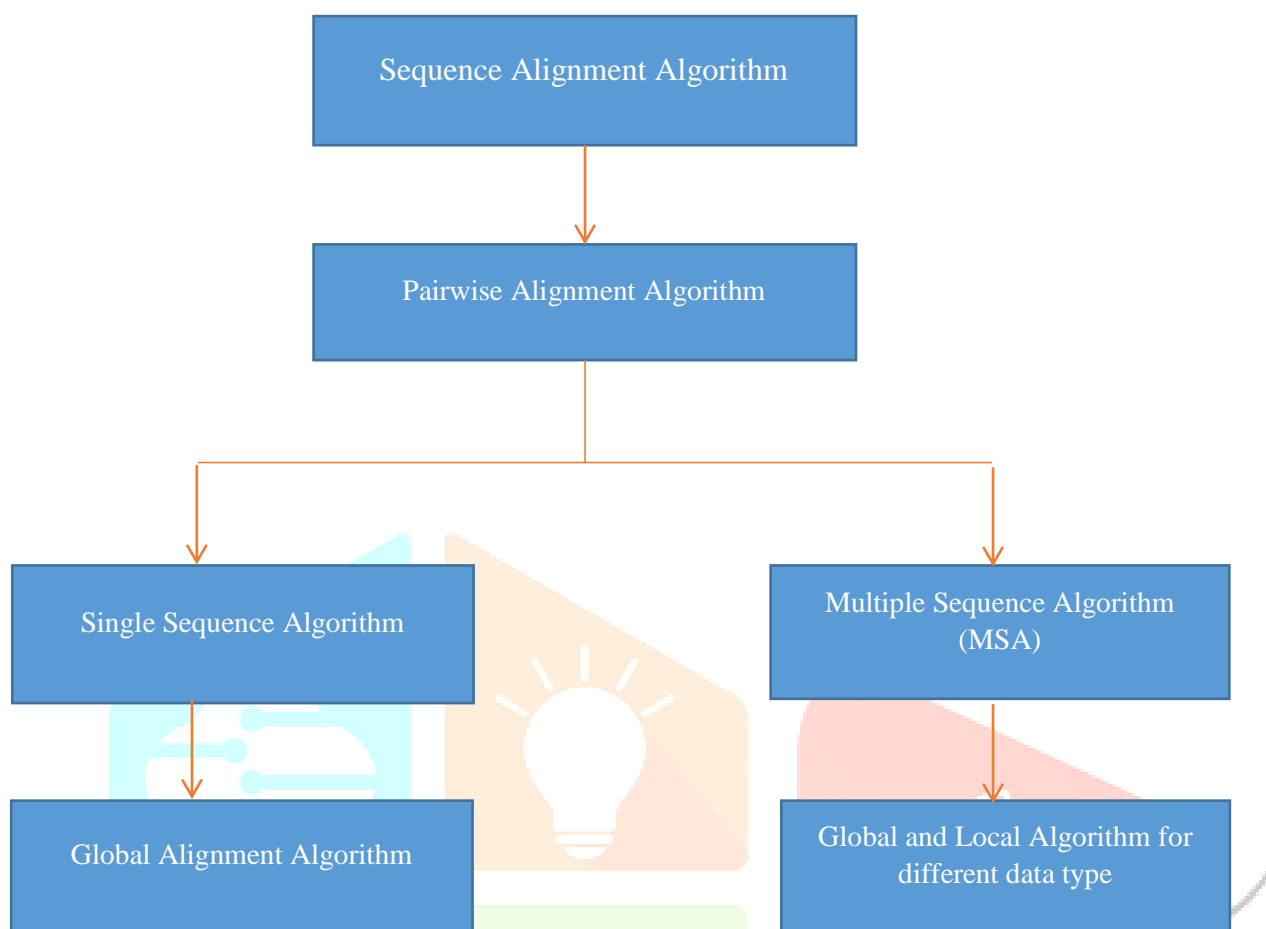 Sequence Alignment Algorithm
Pairwise Alignment Algorithm
Single Sequence Algorithm
Multiple Sequence Algorithm
(MSA)
Global Alignment Algorithm
Global and Local Algorithm for
different data type